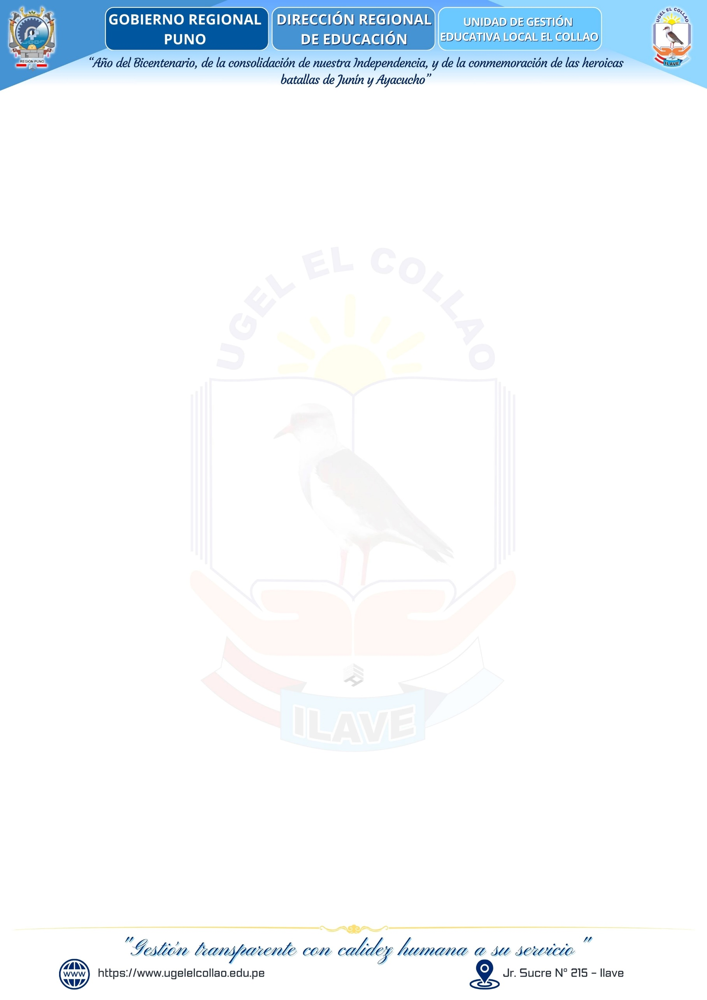 GOBIERNO REGIONAL
PUNO
DIRECCIÓN REGIONAL
DE EDUCACIÓN
UNIDAD DE GESTIÓN
EDUCATIVA LOCAL EL COLLAO
REGIÓN PUNO
UGEL EL COLLAO
ILAVE
“Año del Bicentenario, de la consolidación de nuestra Independencia, y de la conmemoración de las heroicas
batallas de Junín y Ayacucho”
UGEL EL COLLAO
ILAVE
"Gestión transparente con calidez humana a su servicio"
www
https://www.ugelelcollao.edu.pe
Jr. Sucre N° 215 - Ilave